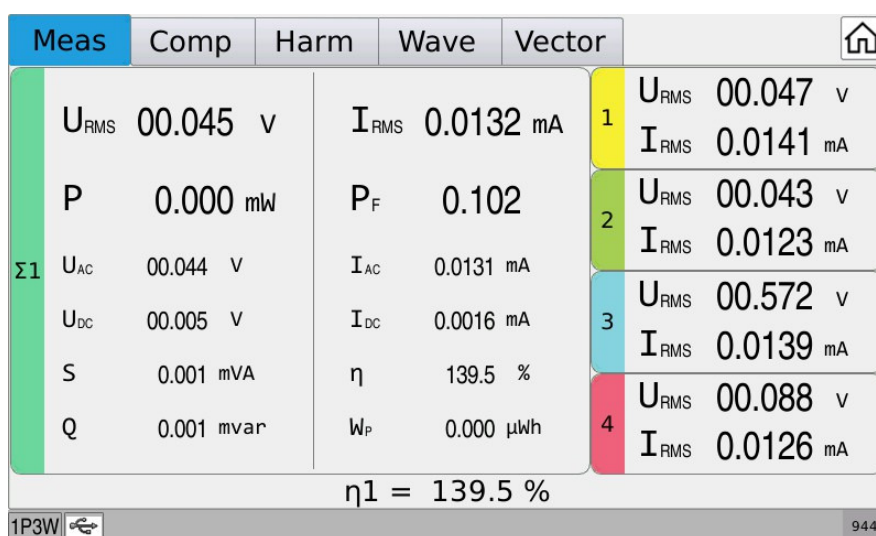 Meas Comp Harm Wave Vector
Σ1
URMS 00.045 V IRMS 0.0132 mA
P 0.000 mW PF 0.102
UAC 00.044 V IAC 0.0131 mA
UDC 00.005 V IDC 0.0016 mA
S 0.001 mVA η 139.5 %
Q 0.001 mvar WP 0.000 µWh
1
URMS 00.047 V
IRMS 0.0141 mA
2
URMS 00.043 V
IRMS 0.0123 mA
3
URMS 00.572 V
IRMS 0.0139 mA
4
URMS 00.088 V
IRMS 0.0126 mA
η1 = 139.5 %
1P3W 944